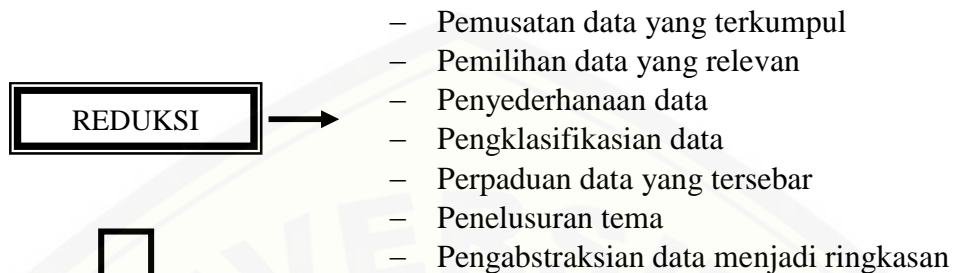 – Pemusatan data yang terkumpul
– Pemilihan data yang relevan
– Penyederhanaan data
REDUKSI
– Pengklasifikasian data
– Perpaduan data yang tersebar
– Penelusuran tema
– Pengabstraksian data menjadi ringkasan